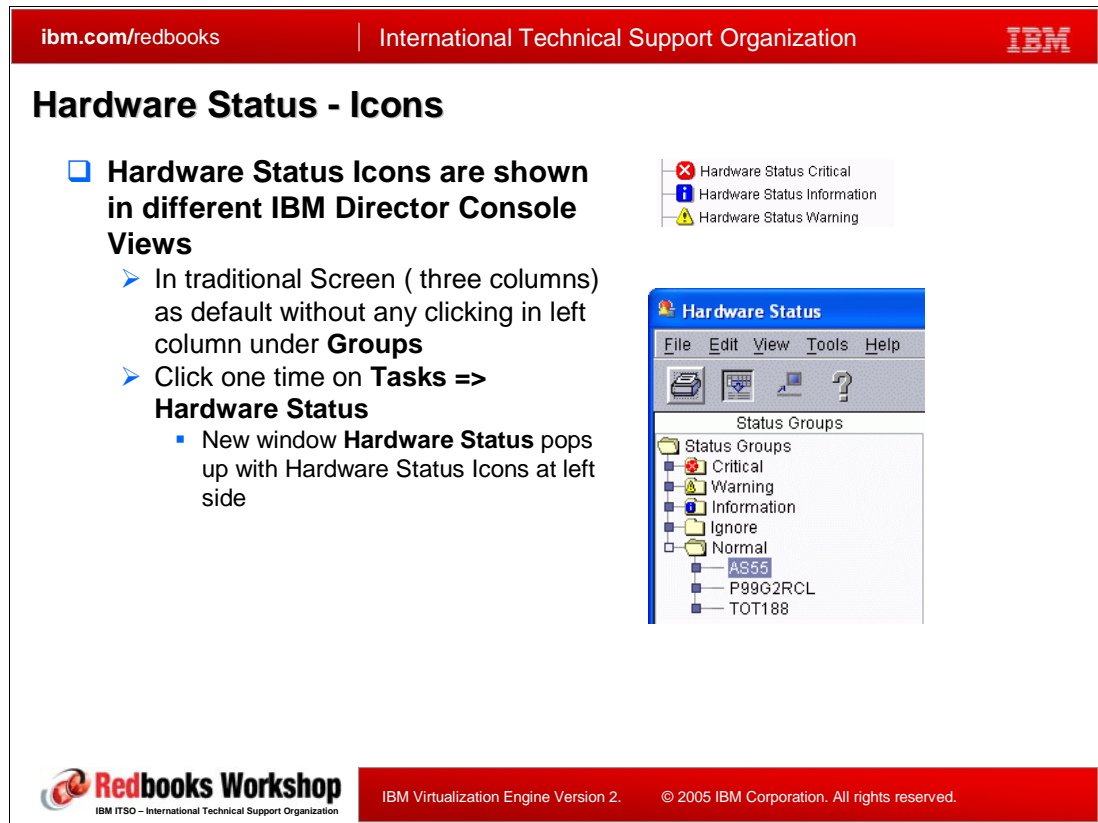 ibm.com/redbooks
International Technical Support Organization
IBM
Hardware Status - Icons
Hardware Status Icons are shown
in different IBM Director Console
Views
In traditional Screen ( three columns)
as default without any clicking in left
column under Groups
Click one time on Tasks =>
Hardware Status
New window Hardware Status pops
up with Hardware Status Icons at left
side
Hardware Status Critical
Hardware Status Information
Hardware Status Warning
Hardware Status
File Edit View Tools Help
Status Groups
Status Groups
Critical
Warning
Information
Ignore
Normal
AS55
P99G2RCL
TOT188
Redbooks Workshop
IBM ITSO – International Technical Support Organization
IBM Virtualization Engine Version 2.
© 2005 IBM Corporation. All rights reserved.